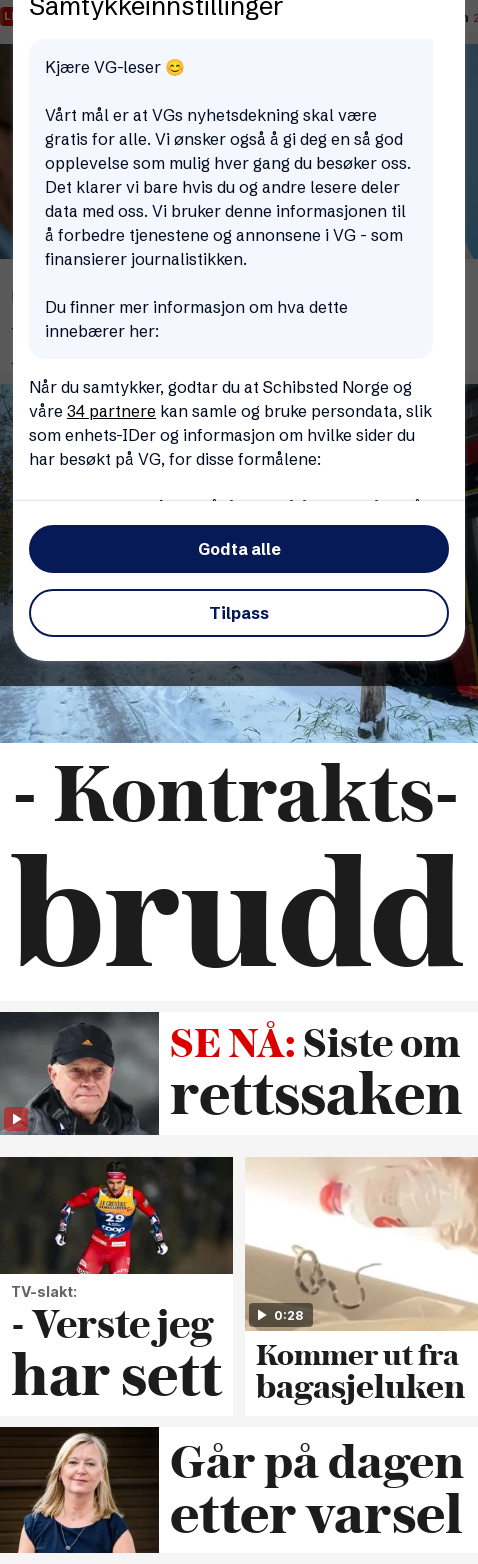 Samtykkeinnstillinger
Kjære VG-leser 😊
Vårt mål er at VGs nyhetsdekning skal være
gratis for alle. Vi ønsker også å gi deg en så god
opplevelse som mulig hver gang du besøker oss.
Det klarer vi bare hvis du og andre lesere deler
data med oss. Vi bruker denne informasjonen til
å forbedre tjenestene og annonsene i VG - som
finansierer journalistikken.
Du finner mer informasjon om hva dette
innebærer her:
Når du samtykker, godtar du at Schibsted Norge og
våre 34 partnere kan samle og bruke persondata, slik
som enhets-IDer og informasjon om hvilke sider du
har besøkt på VG, for disse formålene:
Godta alle
Tilpass
- Kontrakts-
brudd
SE NÅ: Siste om
rettssaken
LE GRUYÈRE
29
coop
TV-slakt:
- Verste jeg
har sett
0:28
Kommer ut fra
bagasjeluken
Går på dagen
etter varsel